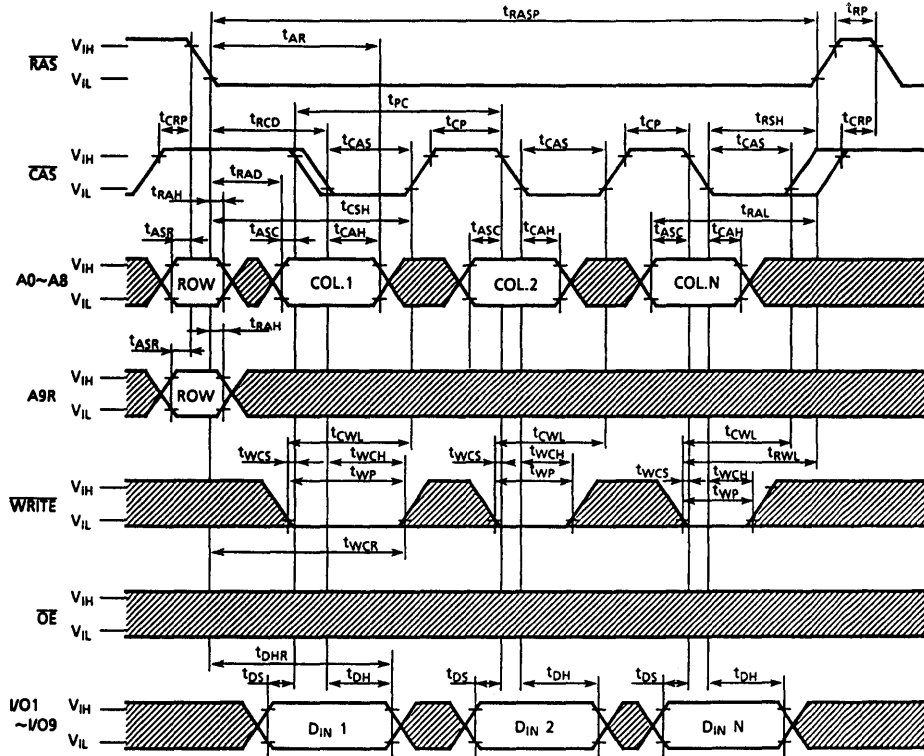 tRASP
tRP
tAR
RAS
VIH
VIL
tPC
tCRP
tRCD
tCP
tCP
tRSH
tCRP
CAS
VIH
VIL
tCAS
tCAS
tCAS
tRAD
tRAH
tCSH
tRAL
tASR
tASC
tCAH
tASC
tCAH
tASC
tCAH
A0~A8
VIH
VIL
ROW
COL.1
COL.2
COL.N
tRAH
tASR
A9R
VIH
VIL
ROW
tCWL
tCWL
tCWL
tWCS
tWCH
tWCS
tWCH
tRWL
tWCS
tWCH
tWP
tWP
tWP
WRITE
VIH
VIL
tWCR
OE
VIH
VIL
tDHR
tDS
tDH
tDS
tDH
tDS
tDH
I/O1
~I/O9
VIH
VIL
DIN 1
DIN 2
DIN N